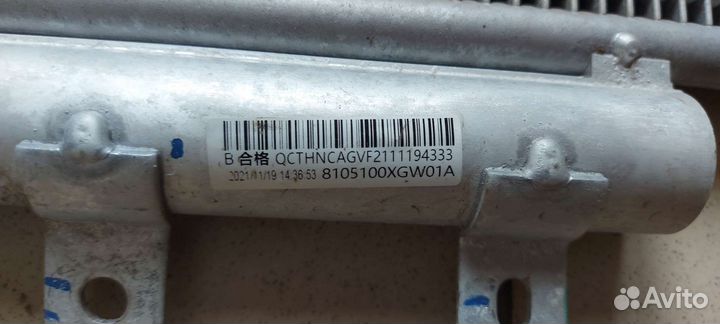 B 合格 QCTHNCAGVF2111194333
2021/11/19 14:36:53 8105100XGW01A
Avito